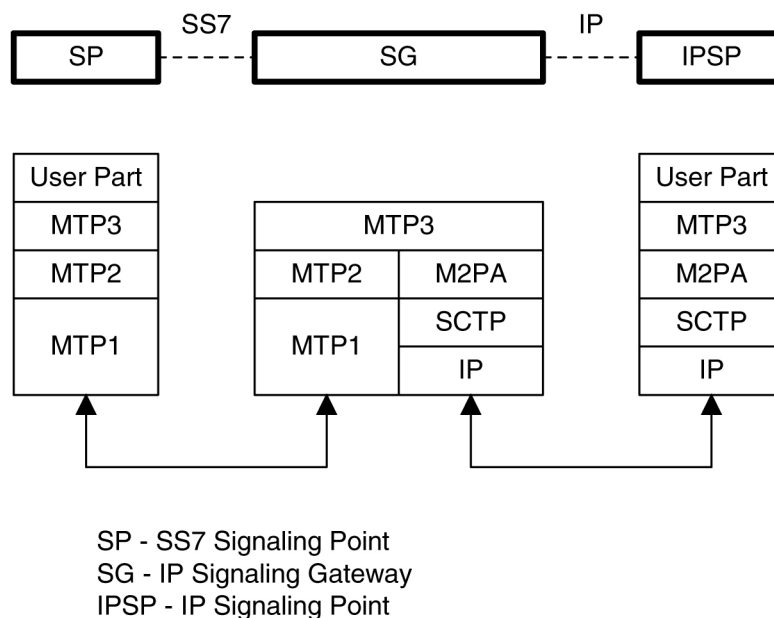 SS7 IP
SP SG IPSP
User Part User Part
MTP3 MTP3 MTP3
MTP2 MTP2 M2PA M2PA
MTP1 MTP1 SCTP SCTP
IP IP
SP - SS7 Signaling Point
SG - IP Signaling Gateway
IPSP - IP Signaling Point